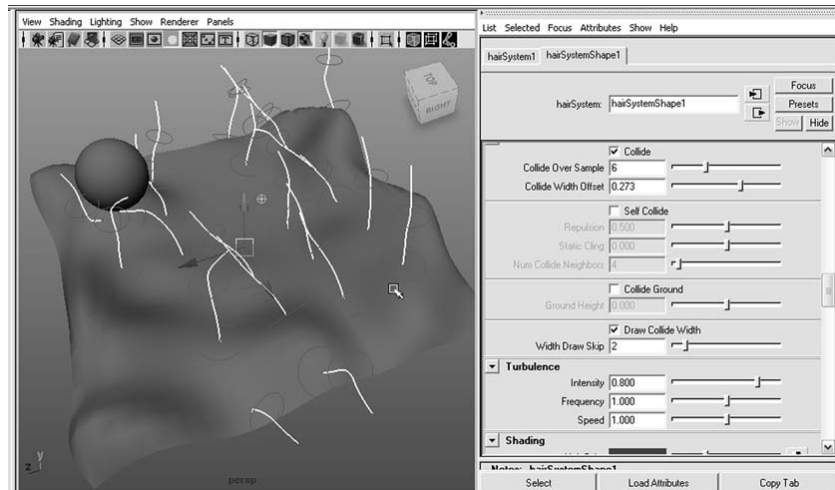 View Shading Lighting Show Renderer Panels
TOP
RIGHT
y
z
persp
List Selected Focus Attributes Show Help
hairSystem1 hairSystemShape1
hairSystem: hairSystemShape1
Focus
Presets
Show Hide
Collide
Collide Over Sample 6
Collide Width Offset 0.273
Self Collide
Repulsion 0.500
Static Cling 0.000
Num Collide Neighbors 4
Collide Ground
Ground Height 0.000
Draw Collide Width
Width Draw Skip 2
Turbulence
Intensity 0.800
Frequency 1.000
Speed 1.000
Shading
Notes: hairSystemShape1
Select Load Attributes Copy Tab